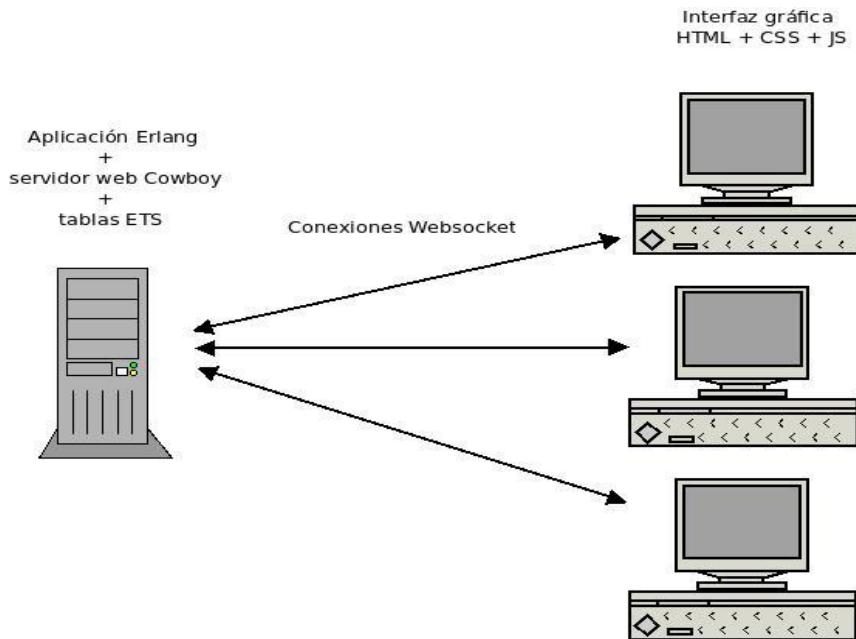 Interfaz gráfica
HTML + CSS + JS
Aplicación Erlang
+
servidor web Cowboy
+
tablas ETS
Conexiones Websocket